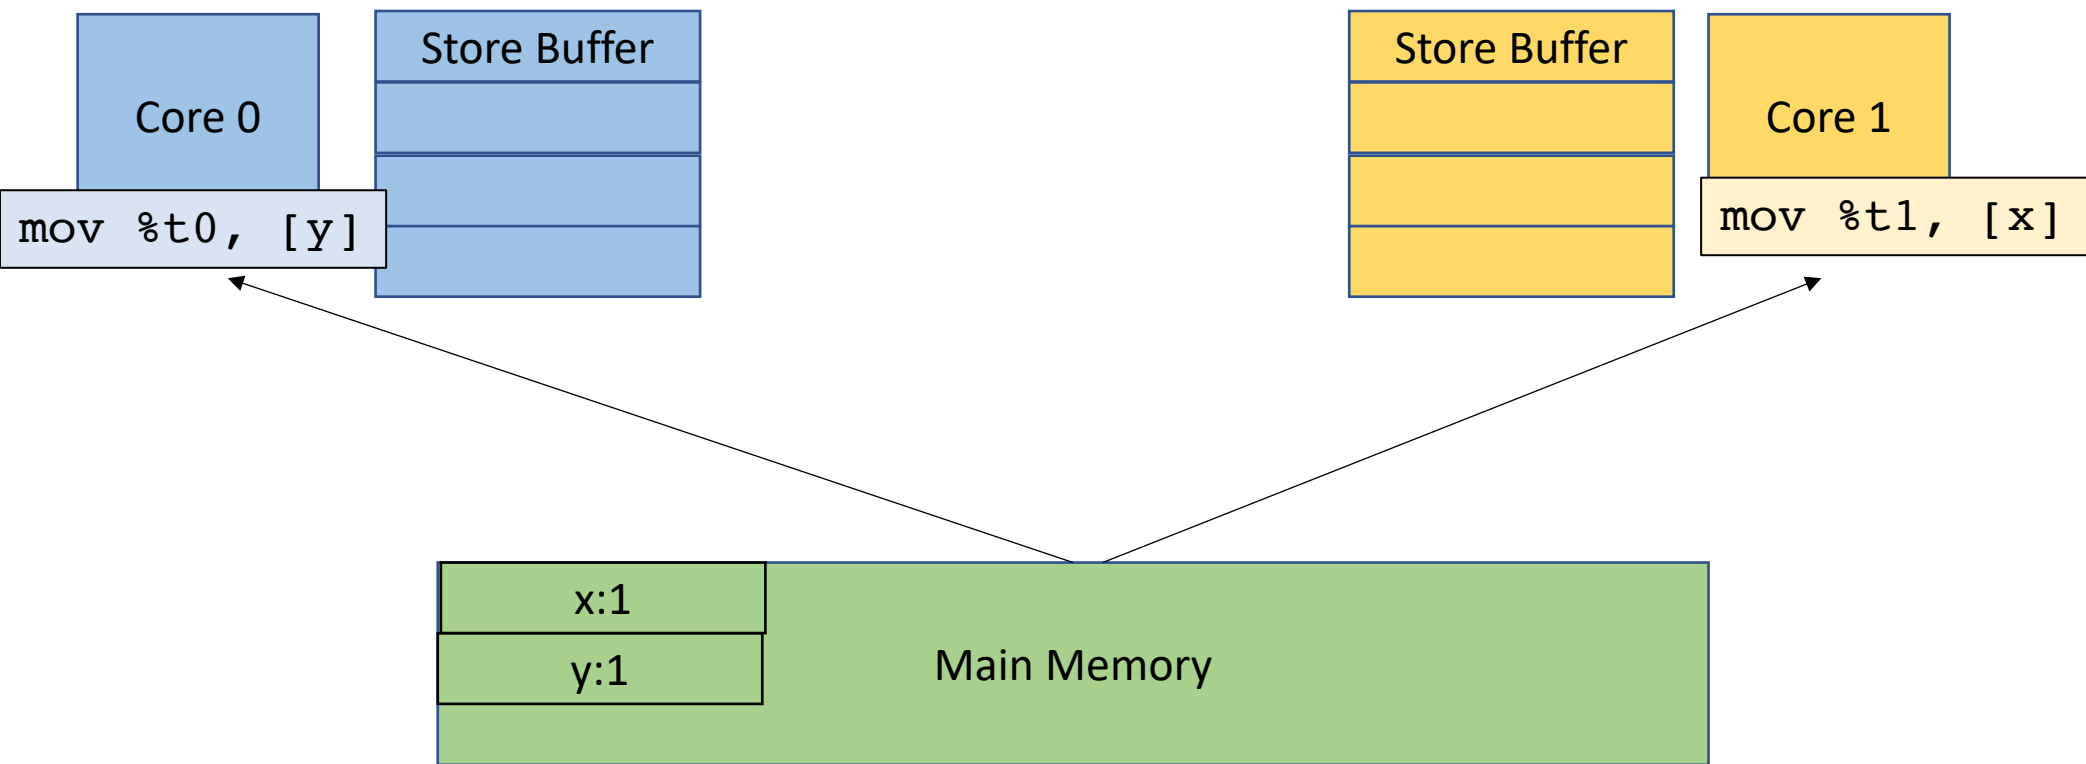 Store Buffer
Store Buffer
Core 0
Core 1
mov %t0, [y]
mov %t1, [x]
x:1
y:1
Main Memory